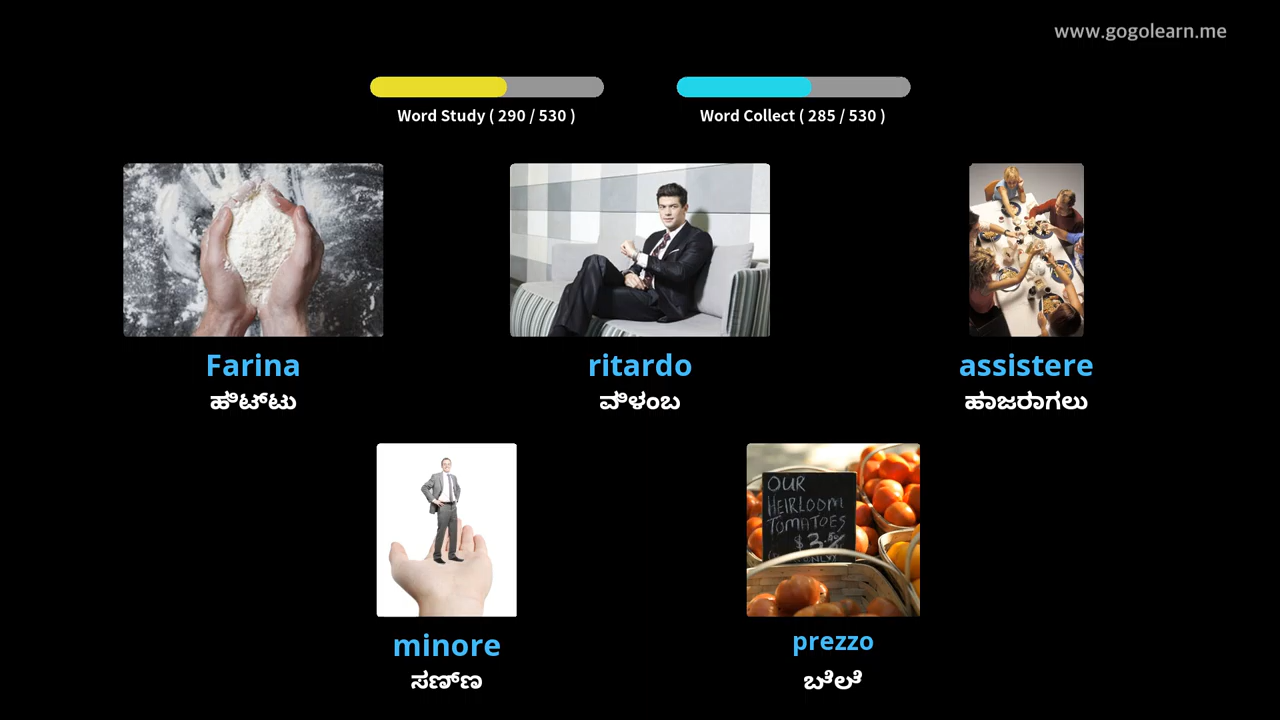 www.gogolearn.me
Word Study ( 290 / 530 )
Word Collect ( 285 / 530 )
Farina
ಹಿಟ್ಟು
ritardo
ವಿಳಂಬ
assistere
ಹಾಜರಾಗಲು
OUR
HEIRLOOM
TOMATOES
minore
ಸಣ್ಣ
prezzo
ಬೆಲೆ